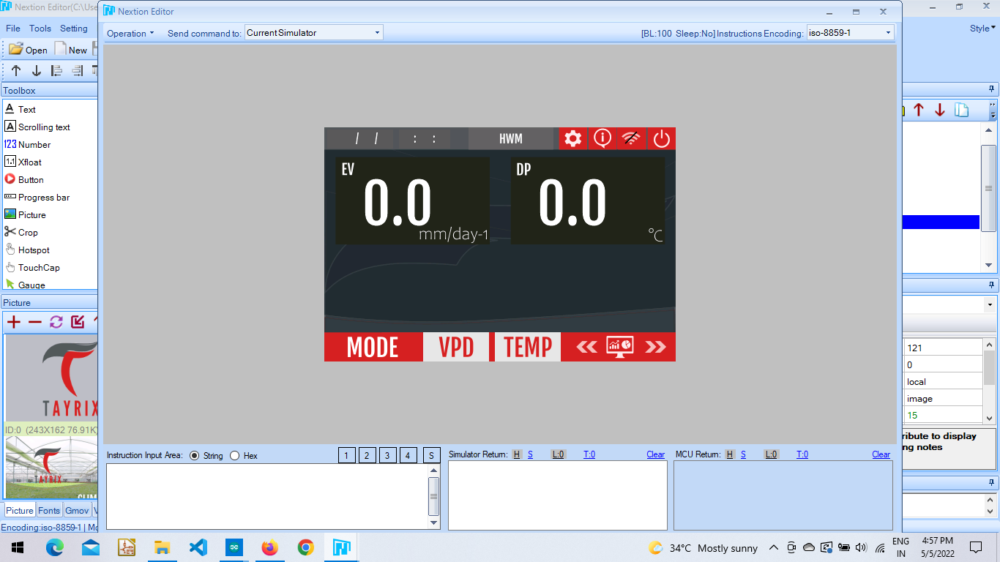 Nextion Editor(C:\Use
Nextion Editor
File Tools Setting
Operation Send command to: CurrentSimulator [BL:100 Sleep:No] Instructions Encoding: iso-8859-1
Style
Open New
Toolbox
Text
Scrolling text
Number
Xfloat
Button
Progress bar
Picture
Crop
Hotspot
TouchCap
Gauge
/ / : : HWM
EV 0.0 mm/day-1
DP 0.0 °C
MODE VPD TEMP << >>
Picture
TAYRIX
ID:0 (243X162 76.91K)
TAYRIX
Picture Fonts Gmov V
Encoding:iso-8859-1 | Mo
121
0
local
image
15
ribute to display
ng notes
Instruction Input Area: String Hex 1 2 3 4 S
Simulator Return: H S L:0 T:0 Clear
MCU Return: H S L:0 T:0 Clear
34°C Mostly sunny
ENG
IN
4:57 PM
5/5/2022